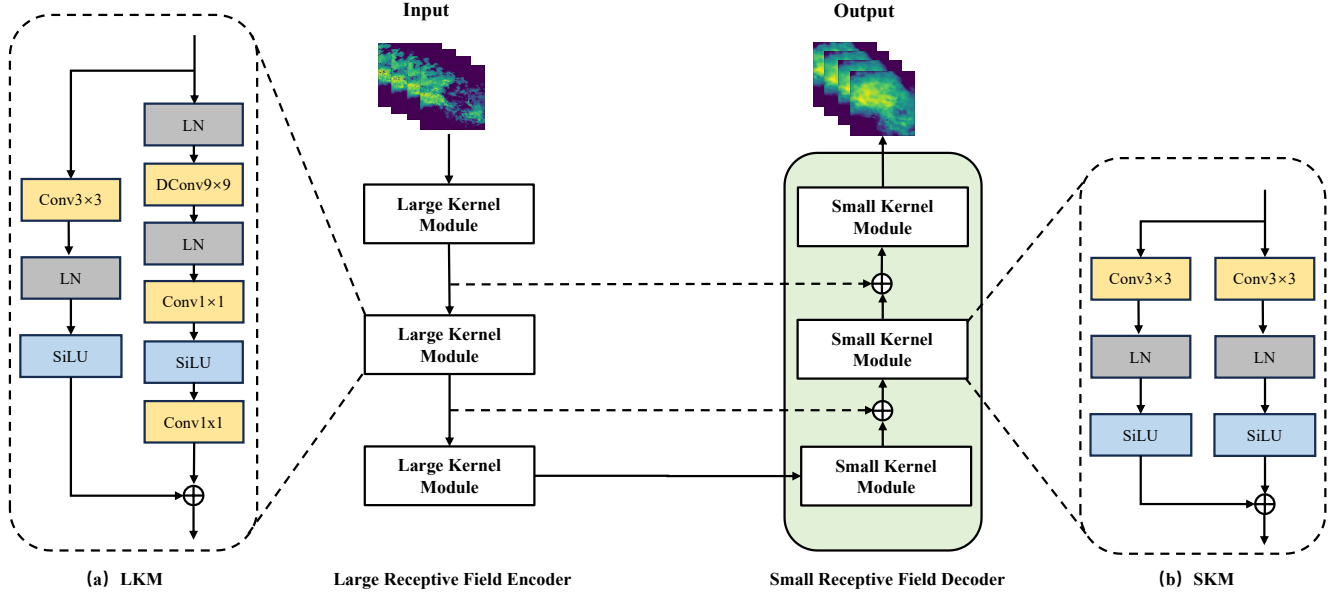 Input
Output
LN
DConv9×9
Conv3×3
LN
LN
Conv1×1
SiLU
SiLU
Conv1x1
Large Kernel
Module
Large Kernel
Module
Large Kernel
Module
Small Kernel
Module
Small Kernel
Module
Small Kernel
Module
Conv3×3
Conv3×3
LN
LN
SiLU
SiLU
(a) LKM
Large Receptive Field Encoder
Small Receptive Field Decoder
(b) SKM